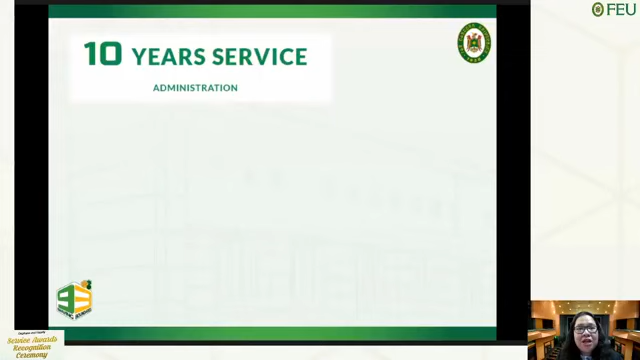 FEU
10 YEARS SERVICE
ADMINISTRATION
Service Awards
Recognition
Ceremony